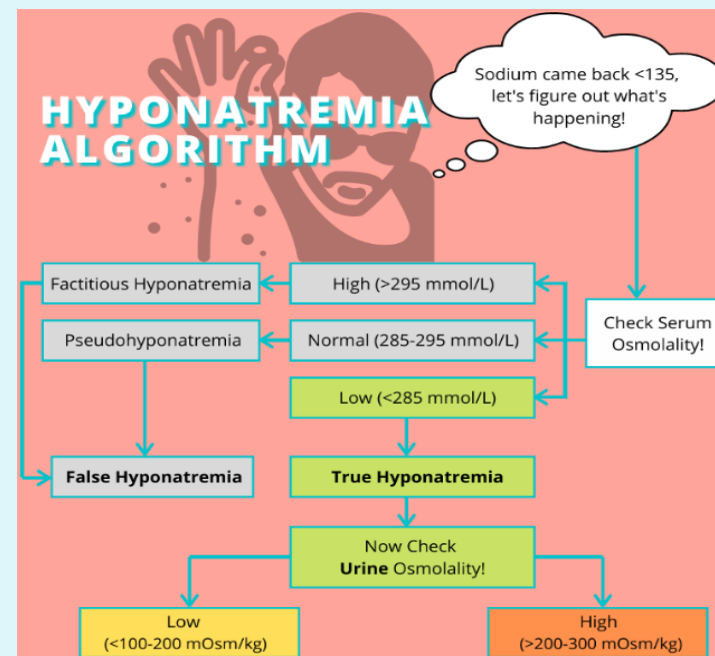 Sodium came back <135,
let's figure out what's
happening!
HYPONATREMIA
ALGORITHM
Factitious Hyponatremia
High (>295 mmol/L)
Check Serum
Osmolality!
Pseudohyponatremia
Normal (285-295 mmol/L)
Low (<285 mmol/L)
False Hyponatremia
True Hyponatremia
Now Check
Urine Osmolality!
Low
(<100-200 mOsm/kg)
High
(>200-300 mOsm/kg)